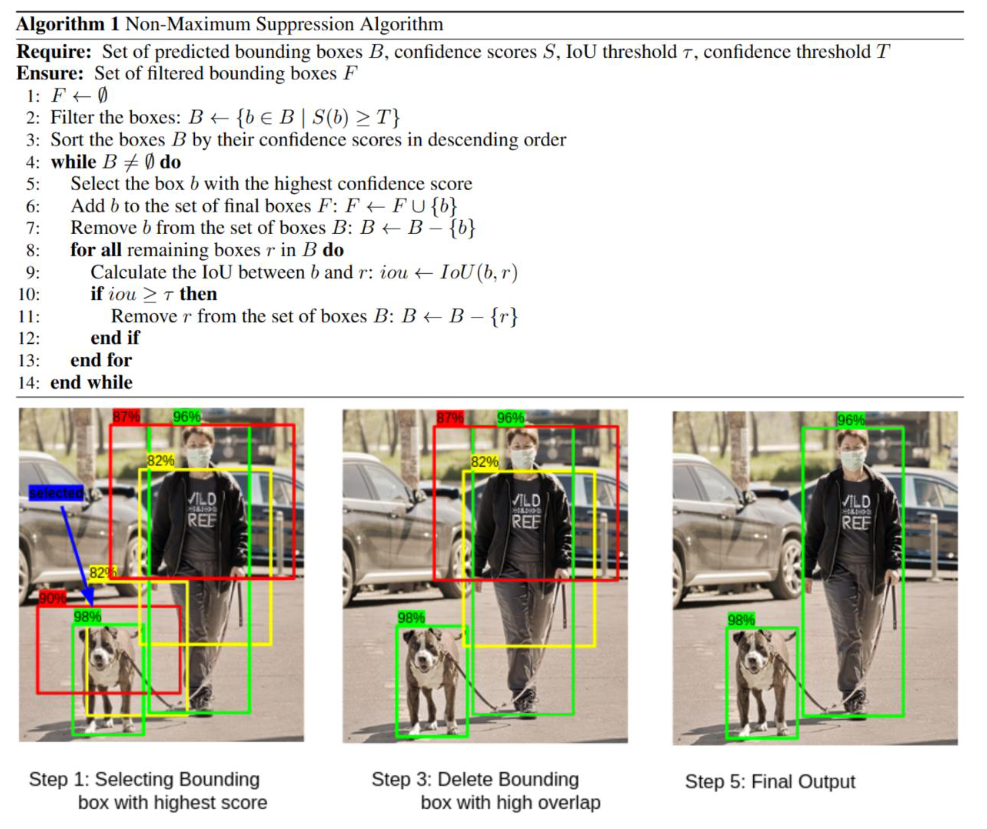 Algorithm 1 Non-Maximum Suppression Algorithm
Require: Set of predicted bounding boxes B, confidence scores S, IoU threshold τ, confidence threshold T
Ensure: Set of filtered bounding boxes F
1: F ← ∅
2: Filter the boxes: B ← {b ∈ B | S(b) ≥ T}
3: Sort the boxes B by their confidence scores in descending order
4: while B ≠ ∅ do
5: Select the box b with the highest confidence score
6: Add b to the set of final boxes F: F ← F ∪ {b}
7: Remove b from the set of boxes B: B ← B − {b}
8: for all remaining boxes r in B do
9: Calculate the IoU between b and r: iou ← IoU(b, r)
10: if iou ≥ τ then
11: Remove r from the set of boxes B: B ← B − {r}
12: end if
13: end for
14: end while
87% 96%
82%
selected
82%
90%
98%
VILD
REE
87% 96%
82%
98%
VILD
REE
96%
98%
VILD
REE
Step 1: Selecting Bounding
box with highest score
Step 3: Delete Bounding
box with high overlap
Step 5: Final Output